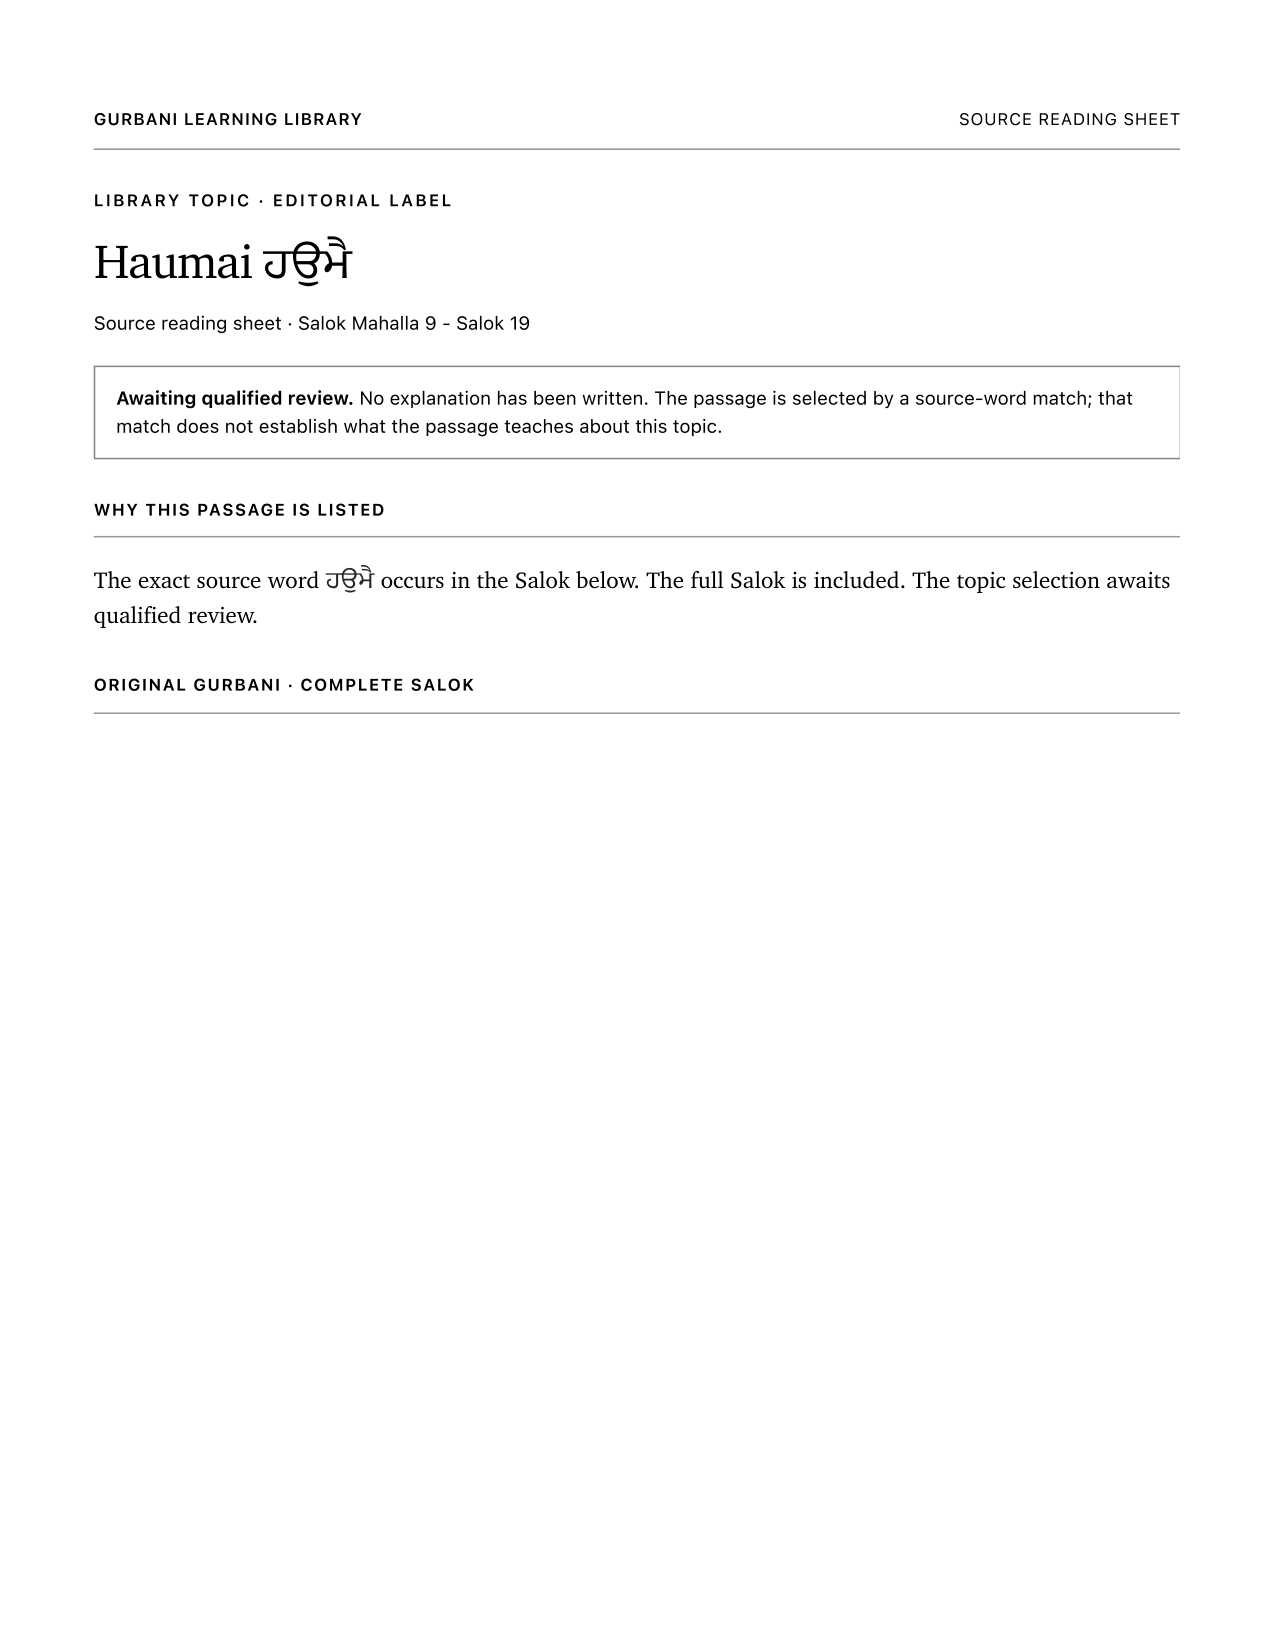 GURBANI LEARNING LIBRARY
SOURCE READING SHEET
LIBRARY TOPIC · EDITORIAL LABEL
Haumai ਹਉਮੈ
Source reading sheet · Salok Mahalla 9 - Salok 19
Awaiting qualified review. No explanation has been written. The passage is selected by a source-word match; that
match does not establish what the passage teaches about this topic.
WHY THIS PASSAGE IS LISTED
The exact source word ਹਉਮੈ occurs in the Salok below. The full Salok is included. The topic selection awaits
qualified review.
ORIGINAL GURBANI · COMPLETE SALOK